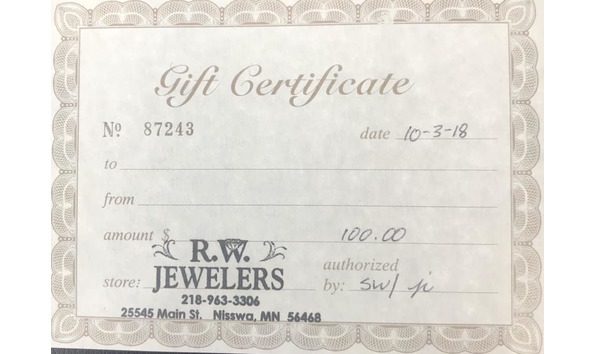 Gift Certificate
Nº 87243 date 10-3-18
to
from
amount $ 100.00
R.W.
JEWELERS
authorized
store: by: SW/
218-963-3306
25545 Main St. Nisswa, MN 56468